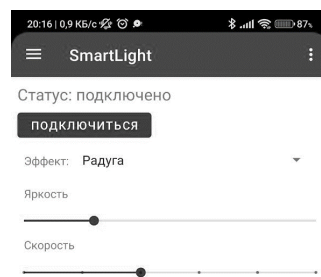 20:16 | 0,9 КБ/с 87%
SmartLight
Статус: подключено
ПОДКЛЮЧИТЬСЯ
Эффект: Радуга
Яркость
Скорость